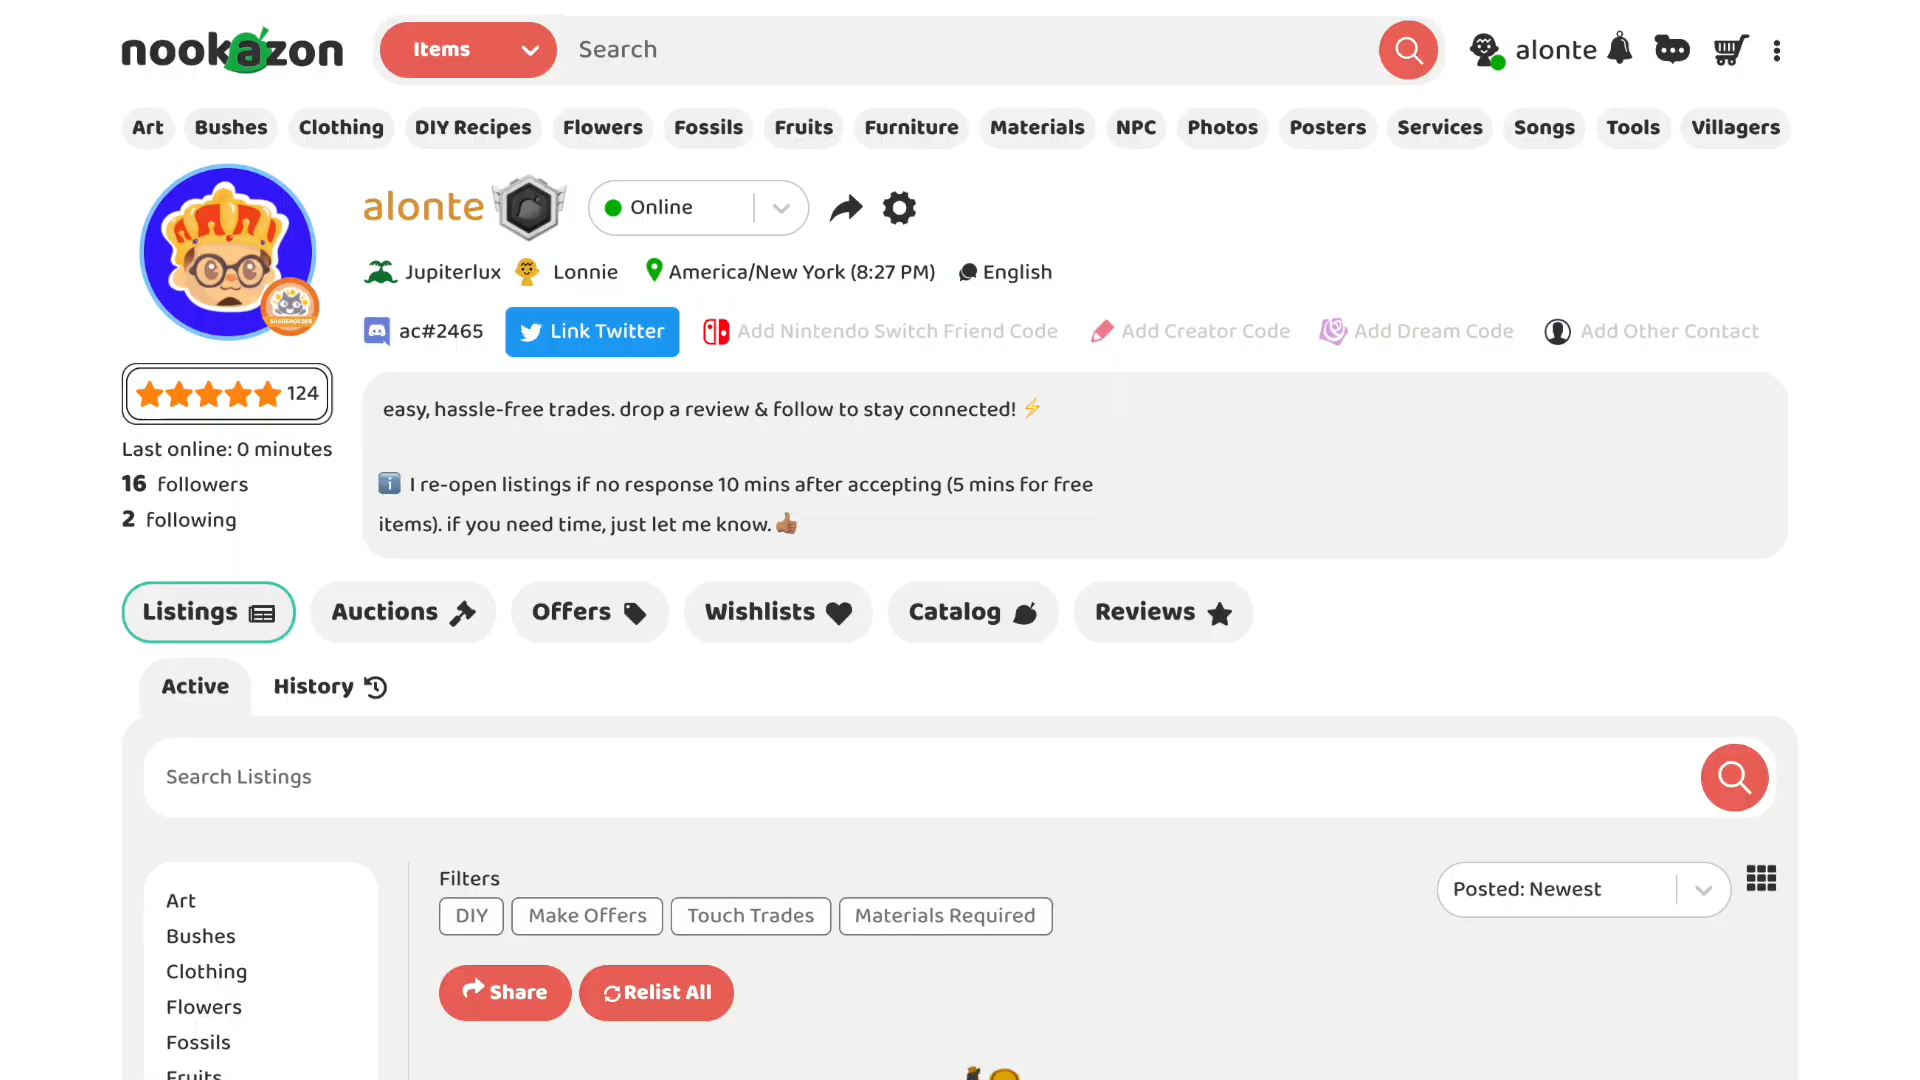 nookazon
Items
Search
alonte
Art
Bushes
Clothing
DIY Recipes
Flowers
Fossils
Fruits
Furniture
Materials
NPC
Photos
Posters
Services
Songs
Tools
Villagers
SHAREHOLDER
alonte
Online
Jupiterlux
Lonnie
America/New York (8:27 PM)
English
ac#2465
Link Twitter
Add Nintendo Switch Friend Code
Add Creator Code
Add Dream Code
Add Other Contact
124
Last online: 0 minutes
16 followers
2 following
easy, hassle-free trades. drop a review & follow to stay connected! ⚡
ℹ️ I re-open listings if no response 10 mins after accepting (5 mins for free
items). if you need time, just let me know. 👍🏽
Listings
Auctions
Offers
Wishlists
Catalog
Reviews
Active
History
Search Listings
Art
Bushes
Clothing
Flowers
Fossils
Fruits
Filters
DIY
Make Offers
Touch Trades
Materials Required
Posted: Newest
Share
Relist All